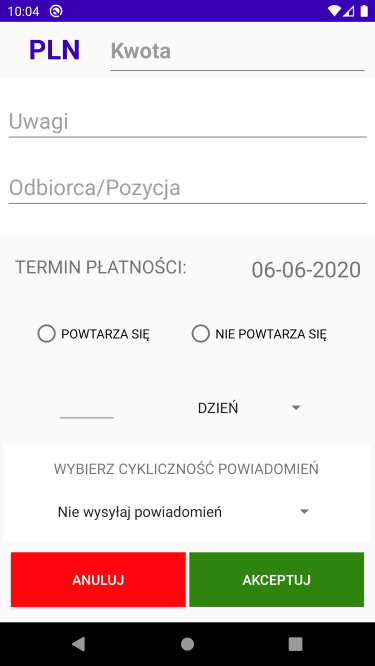 10:04
PLN Kwota
Uwagi
Odbiorca/Pozycja
TERMIN PŁATNOŚCI: 06-06-2020
POWTARZA SIĘ NIE POWTARZA SIĘ
DZIEŃ
WYBIERZ CYKLICZNOŚĆ POWIADOMIEŃ
Nie wysyłaj powiadomień
ANULUJ AKCEPTUJ